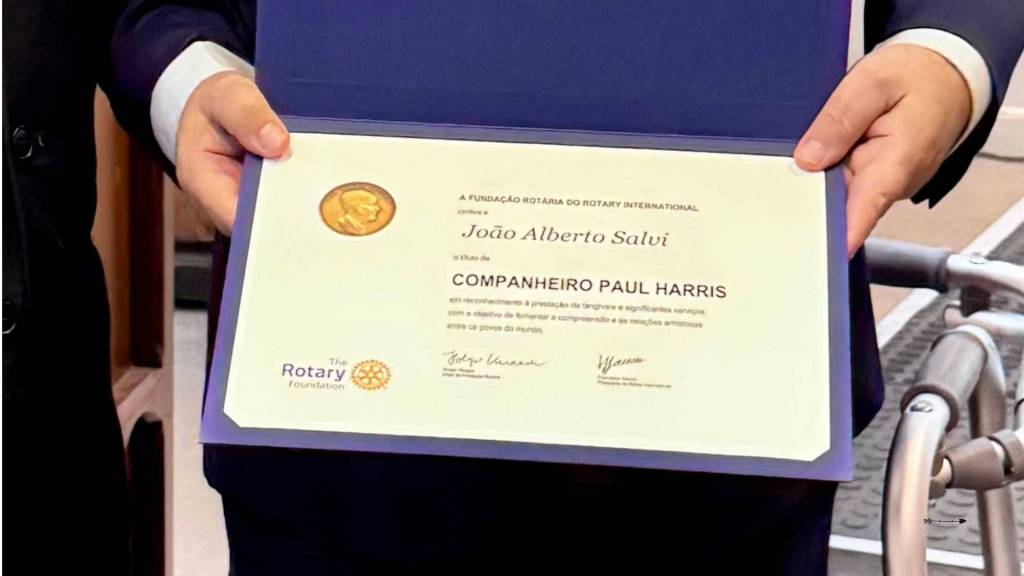 A FUNDAÇÃO ROTÁRIA DO ROTARY INTERNATIONAL
confere a
João Alberto Salvi
o título de
COMPANHEIRO PAUL HARRIS
em reconhecimento à prestação de tangíveis e significantes serviços
com o objetivo de fomentar a compreensão e as relações amistosas
entre os povos do mundo.
The
Rotary
Foundation